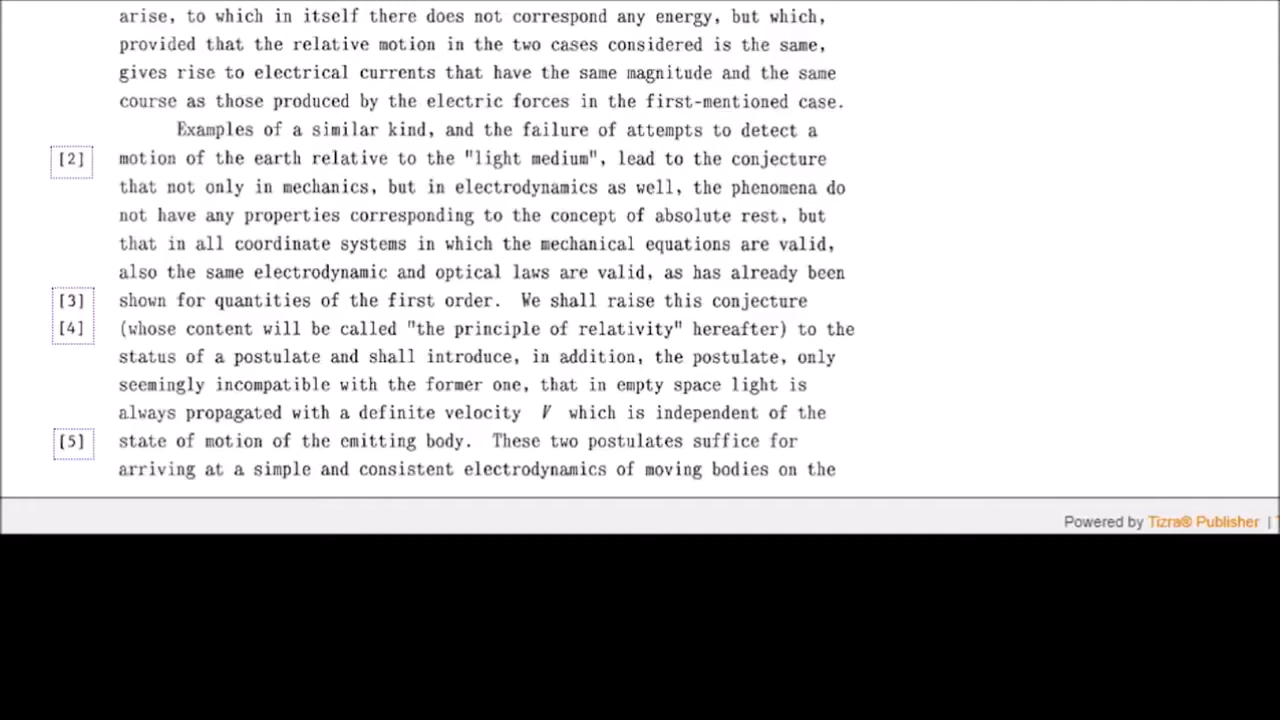 arise, to which in itself there does not correspond any energy, but which,
provided that the relative motion in the two cases considered is the same,
gives rise to electrical currents that have the same magnitude and the same
course as those produced by the electric forces in the first-mentioned case.
Examples of a similar kind, and the failure of attempts to detect a
[2] motion of the earth relative to the "light medium", lead to the conjecture
that not only in mechanics, but in electrodynamics as well, the phenomena do
not have any properties corresponding to the concept of absolute rest, but
that in all coordinate systems in which the mechanical equations are valid,
also the same electrodynamic and optical laws are valid, as has already been
[3] shown for quantities of the first order. We shall raise this conjecture
[4] (whose content will be called "the principle of relativity" hereafter) to the
status of a postulate and shall introduce, in addition, the postulate, only
seemingly incompatible with the former one, that in empty space light is
always propagated with a definite velocity V which is independent of the
[5] state of motion of the emitting body. These two postulates suffice for
arriving at a simple and consistent electrodynamics of moving bodies on the
Powered by Tizra® Publisher |